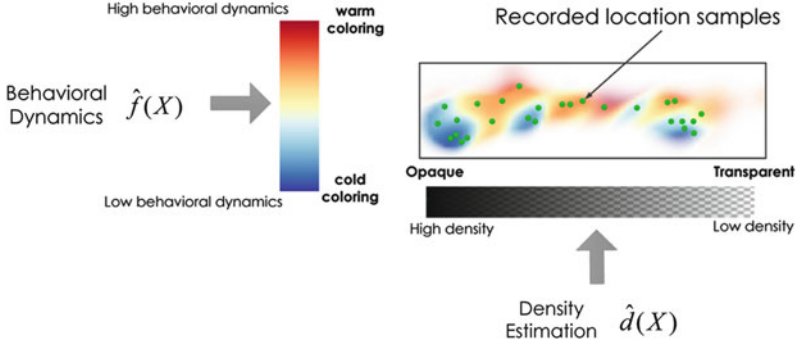 High behavioral dynamics
warm
coloring
Behavioral
Dynamics
f̂(X)
cold
coloring
Low behavioral dynamics
Recorded location samples
Opaque
Transparent
High density
Low density
Density
Estimation
d̂(X)